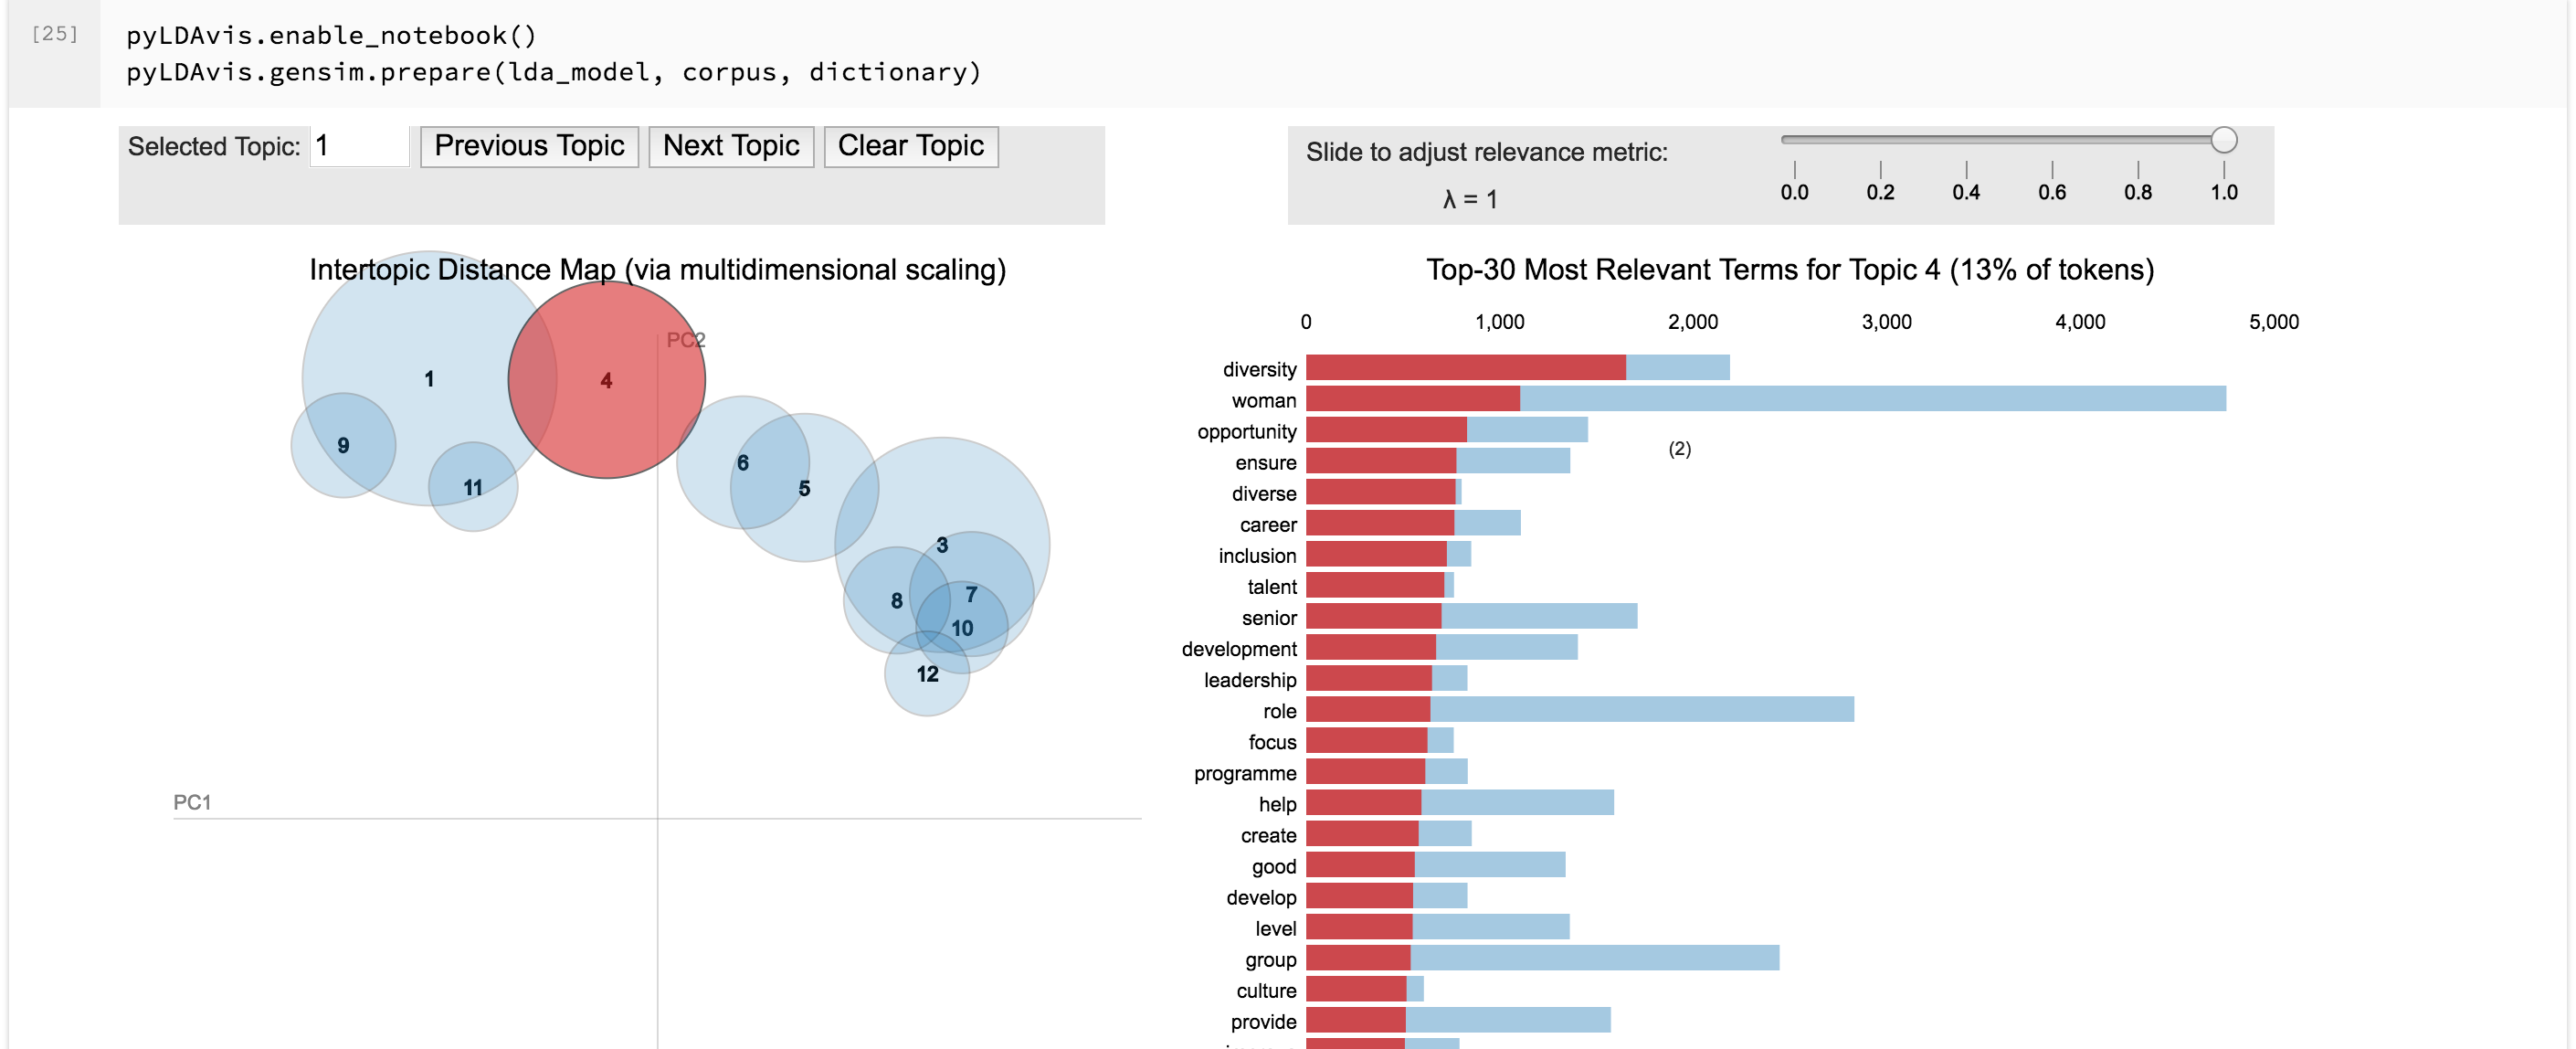 [25]
pyLDAvis.enable_notebook()
pyLDAvis.gensim.prepare(lda_model, corpus, dictionary)
Selected Topic: 1 Previous Topic Next Topic Clear Topic
Slide to adjust relevance metric:
λ = 1
0.0 0.2 0.4 0.6 0.8 1.0
Intertopic Distance Map (via multidimensional scaling)
PC2
1
4
9
11
6
5
3
8
7
10
12
PC1
Top-30 Most Relevant Terms for Topic 4 (13% of tokens)
0 1,000 2,000 3,000 4,000 5,000
diversity
woman
opportunity
(2)
ensure
diverse
career
inclusion
talent
senior
development
leadership
role
focus
programme
help
create
good
develop
level
group
culture
provide